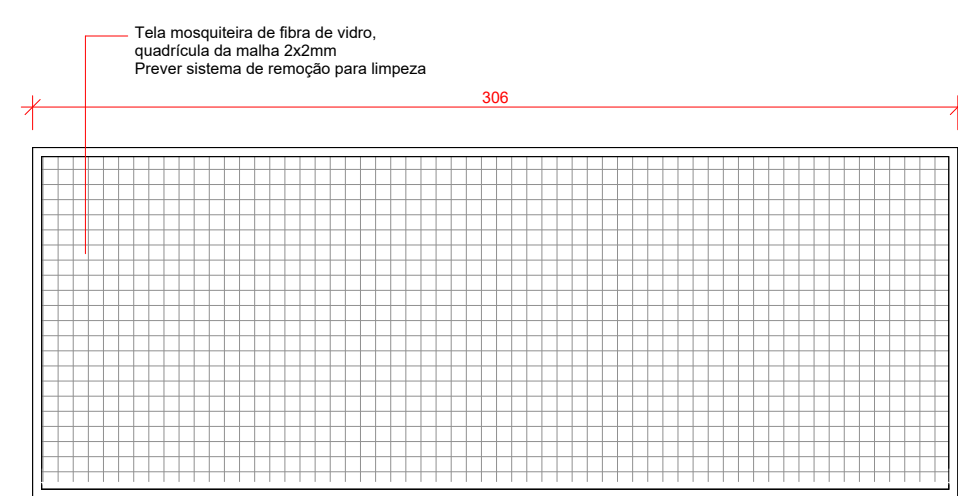 Tela mosquiteira de fibra de vidro,
quadrícula da malha 2x2mm
Prever sistema de remoção para limpeza
306